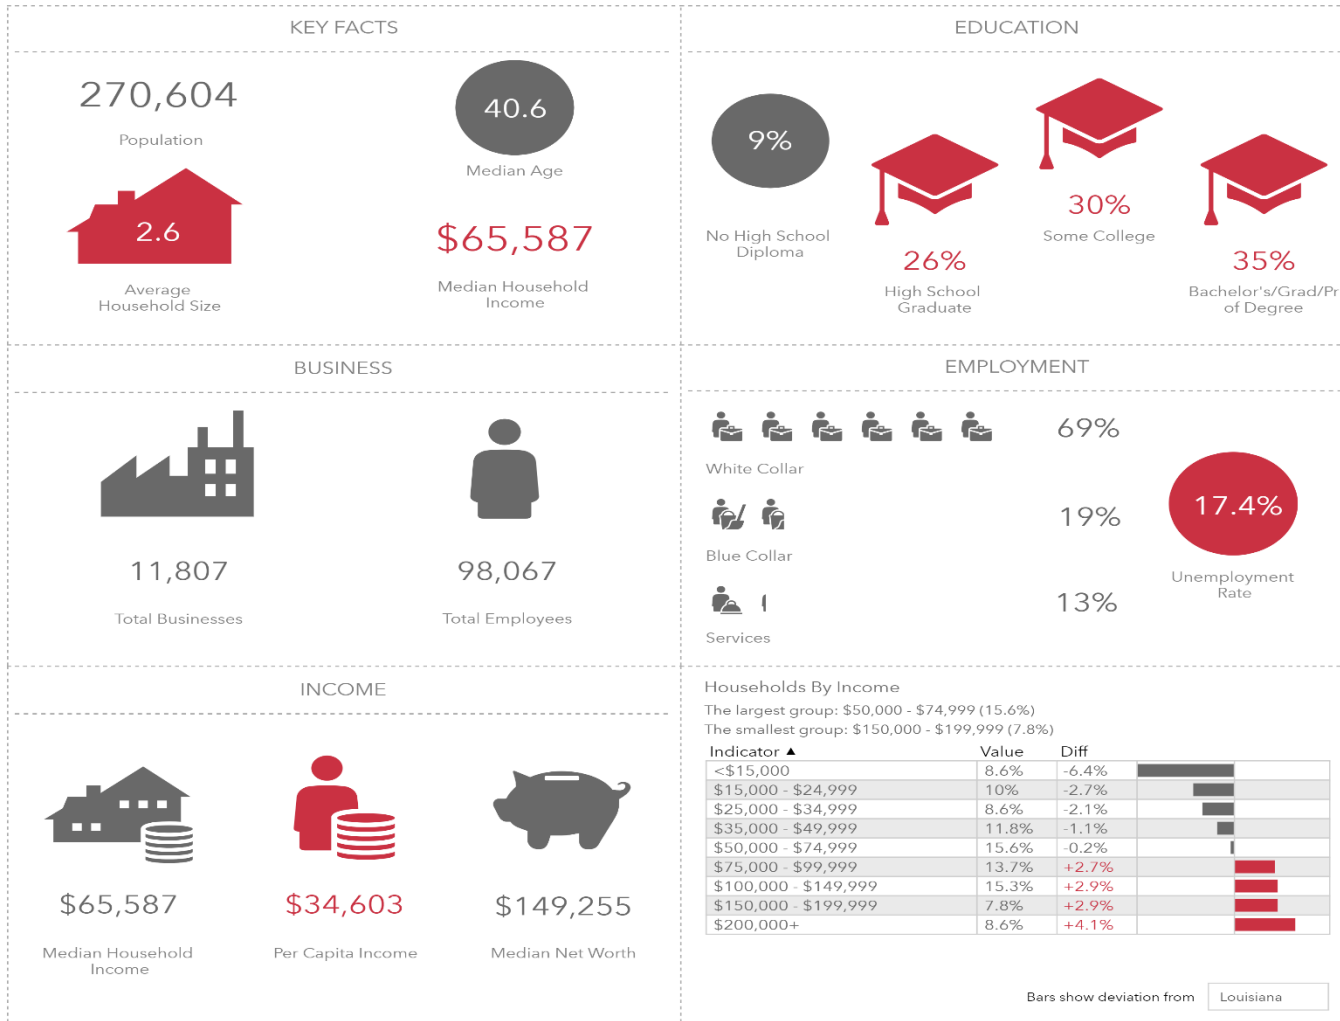 KEY FACTS
270,604
Population
40.6
Median Age
2.6
Average
Household Size
$65,587
Median Household
Income
EDUCATION
9%
No High School
Diploma
26%
High School
Graduate
30%
Some College
35%
Bachelor's/Grad/Pr
of Degree
BUSINESS
11,807
Total Businesses
98,067
Total Employees
EMPLOYMENT
69%
White Collar
19%
Blue Collar
13%
Services
17.4%
Unemployment
Rate
INCOME
$65,587
Median Household
Income
$34,603
Per Capita Income
$149,255
Median Net Worth
Households By Income
The largest group: $50,000 - $74,999 (15.6%)
The smallest group: $150,000 - $199,999 (7.8%)
Indicator ▲ Value Diff
<$15,000 8.6% -6.4%
$15,000 - $24,999 10% -2.7%
$25,000 - $34,999 8.6% -2.1%
$35,000 - $49,999 11.8% -1.1%
$50,000 - $74,999 15.6% -0.2%
$75,000 - $99,999 13.7% +2.7%
$100,000 - $149,999 15.3% +2.9%
$150,000 - $199,999 7.8% +2.9%
$200,000+ 8.6% +4.1%
Bars show deviation from Louisiana